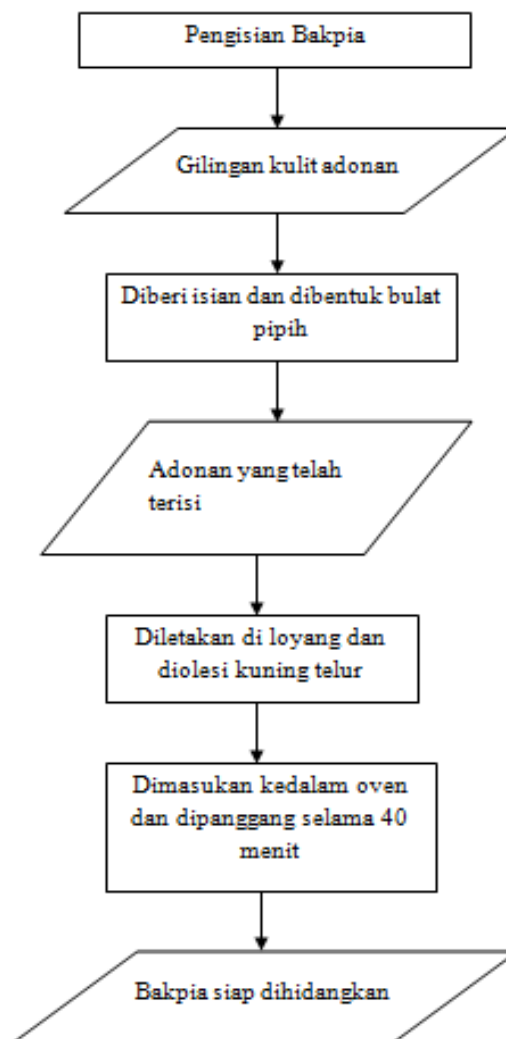 Pengisian Bakpia
Gilingan kulit adonan
Diberi isian dan dibentuk bulat
pipih
Adonan yang telah
terisi
Diletakan di loyang dan
diolesi kuning telur
Dimasukan kedalam oven
dan dipanggang selama 40
menit
Bakpia siap dihidangkan